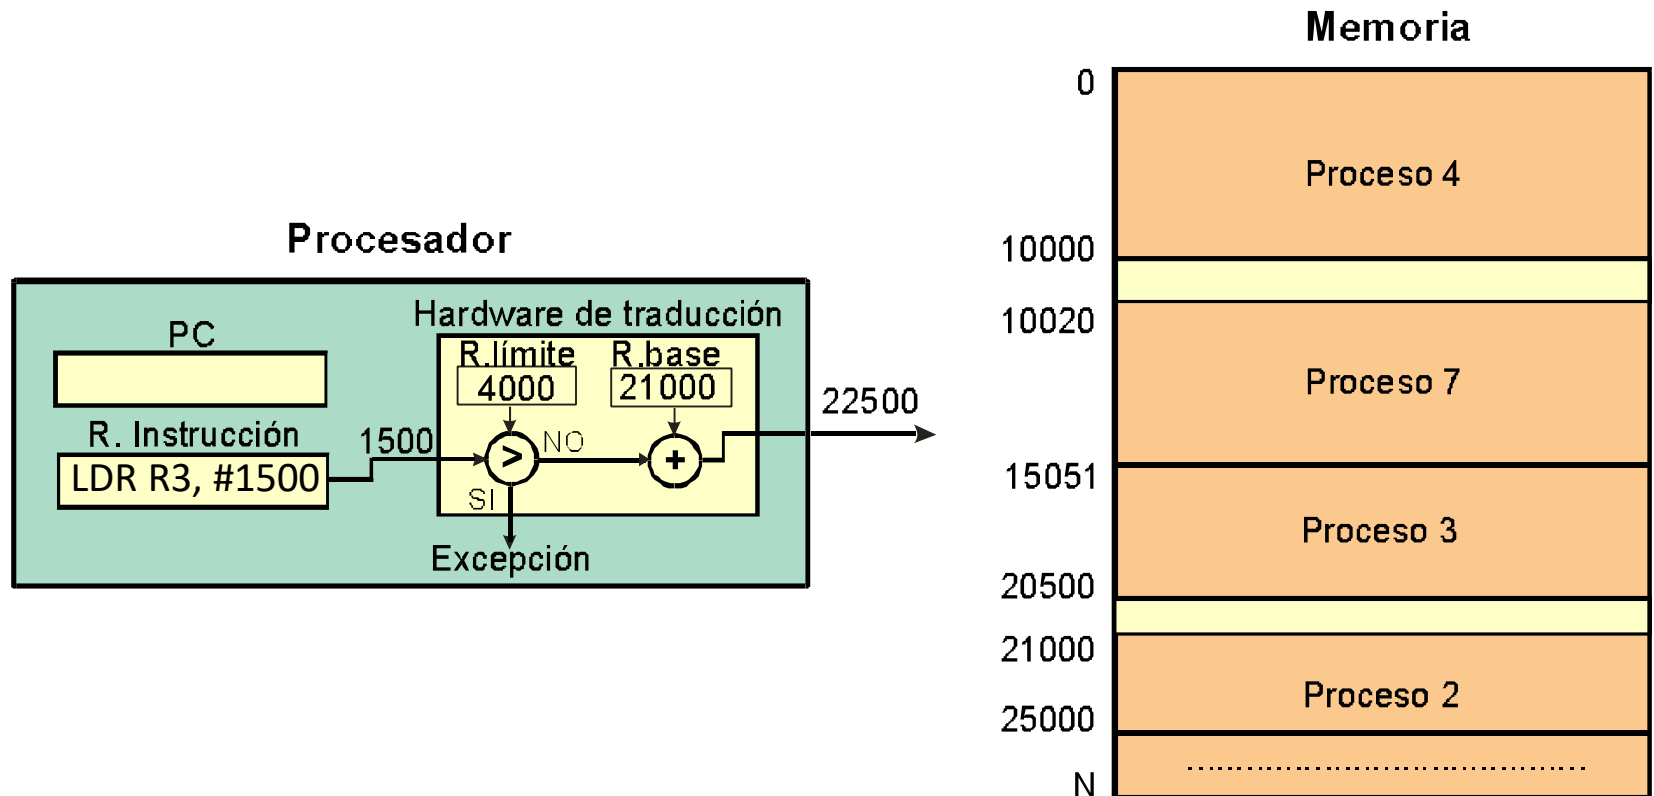 Procesador
PC
R. Instrucción
LDR R3, #1500
1500
Hardware de traducción
R.límite
4000
R.base
21000
>
NO
+
SI
Excepción
22500
Memoria
0
Proceso 4
10000
10020
Proceso 7
15051
Proceso 3
20500
21000
Proceso 2
25000
N